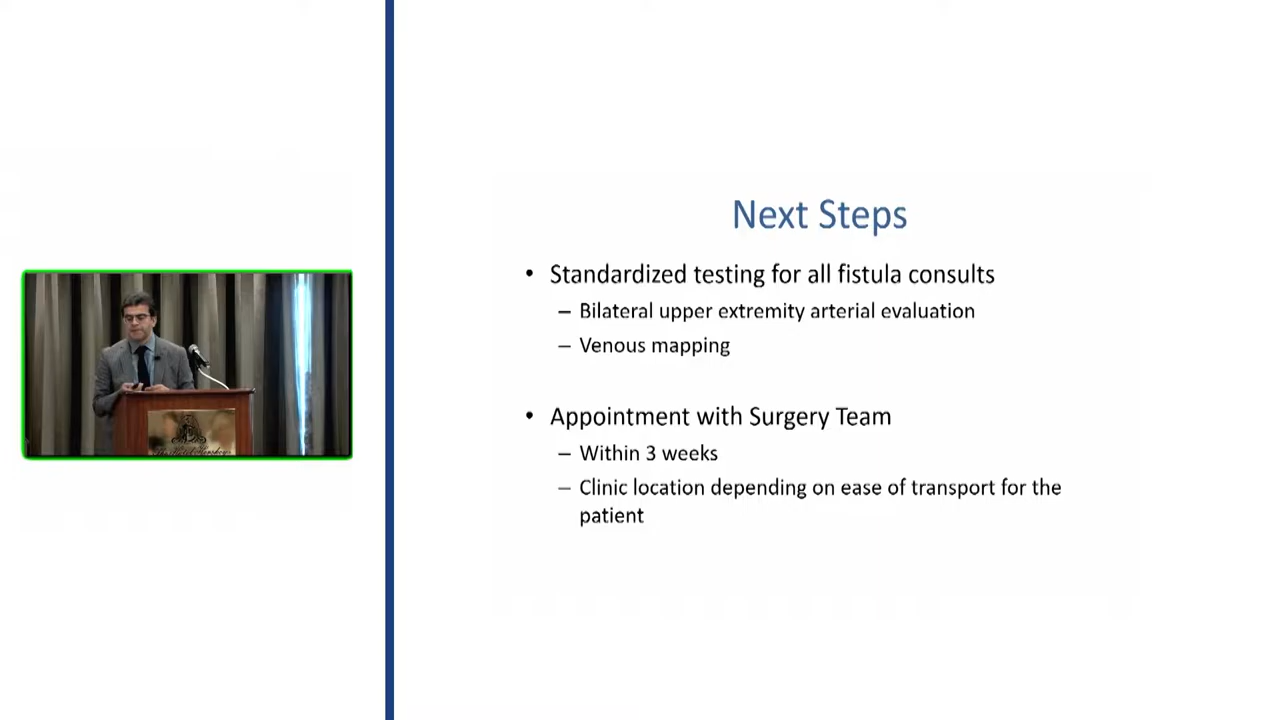 Next Steps
• Standardized testing for all fistula consults
– Bilateral upper extremity arterial evaluation
– Venous mapping
• Appointment with Surgery Team
– Within 3 weeks
– Clinic location depending on ease of transport for the
patient